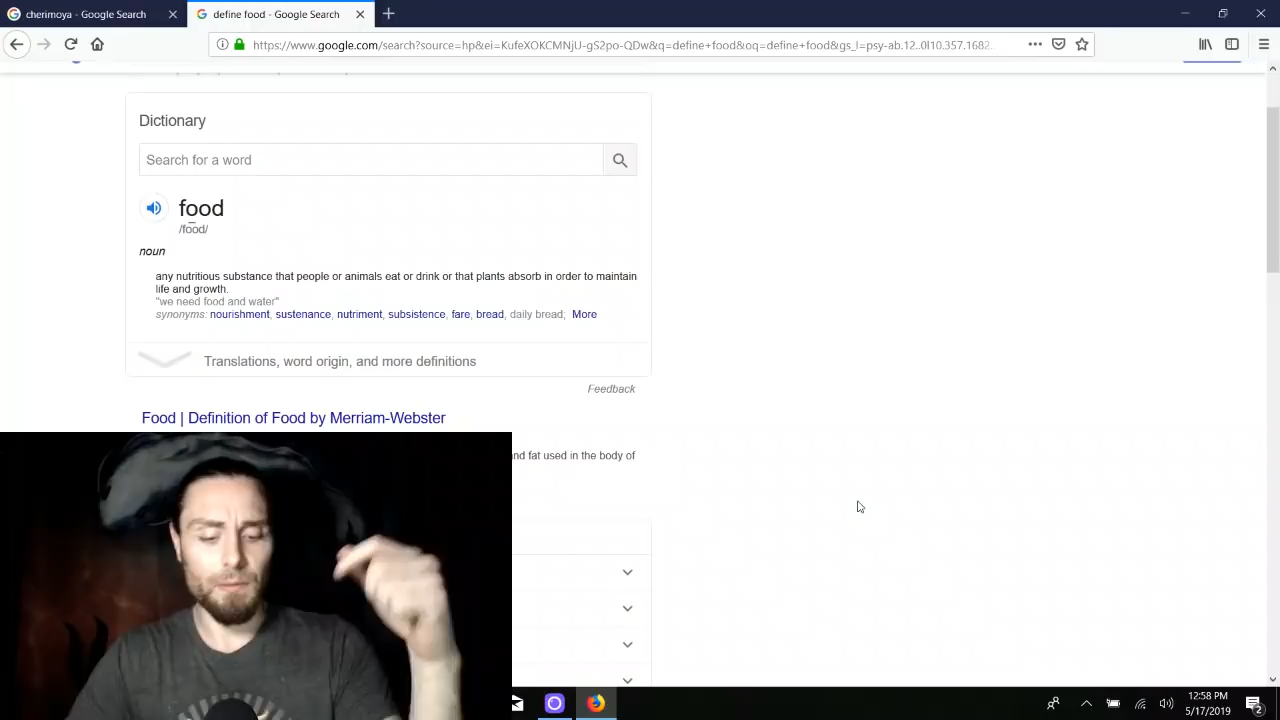 cherimoya - Google Search
define food - Google Search
https://www.google.com/search?source=hp&ei=KufeXOKCMNjU-gS2po-QDw&q=define+food&oq=define+food&gs_l=psy-ab.12..0l10.357.1682...
Dictionary
Search for a word
food
/fo͞od/
noun
any nutritious substance that people or animals eat or drink or that plants absorb in order to maintain
life and growth.
"we need food and water"
synonyms: nourishment, sustenance, nutriment, subsistence, fare, bread, daily bread; More
Translations, word origin, and more definitions
Feedback
Food | Definition of Food by Merriam-Webster
and fat used in the body of
12:58 PM
5/17/2019
2